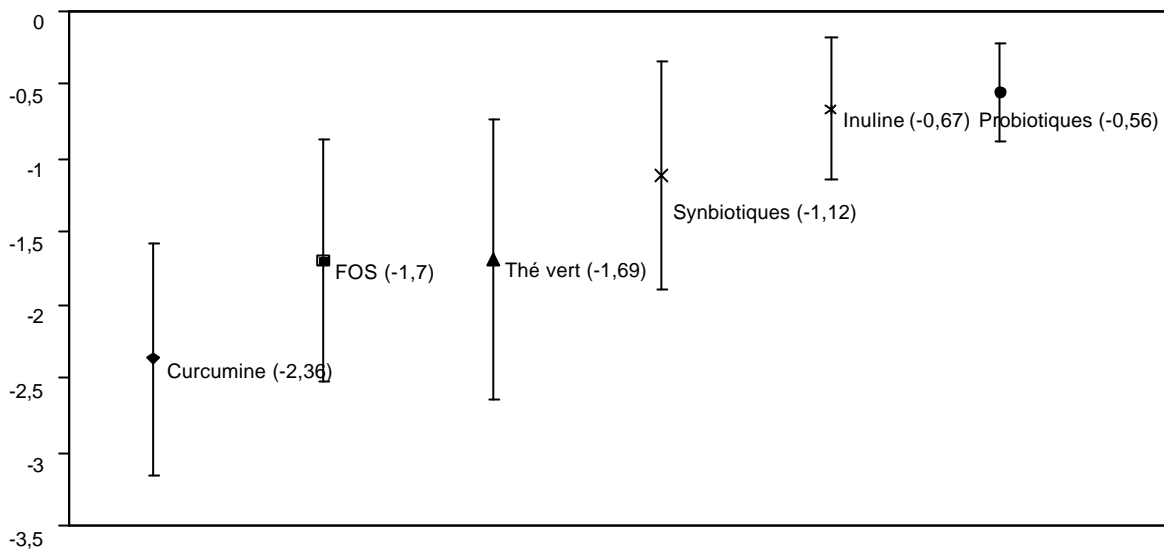 0
-0,5
-1
-1,5
-2
-2,5
-3
-3,5
Curcumine (-2,36)
FOS (-1,7)
Thé vert (-1,69)
Synbiotiques (-1,12)
Inuline (-0,67)
Probiotiques (-0,56)